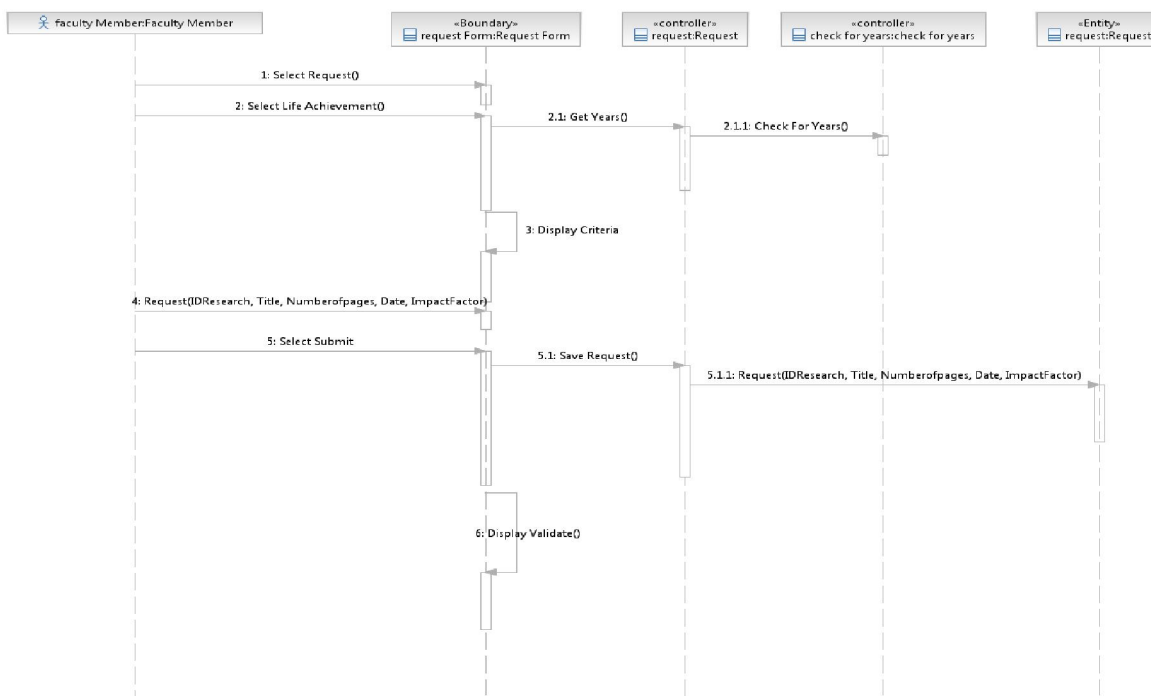 faculty Member:Faculty Member
«Boundary»
request Form:Request Form
«controller»
request:Request
«controller»
check for years:check for years
«Entity»
request:Request
1: Select Request()
2: Select Life Achievement()
2.1: Get Years()
2.1.1: Check For Years()
3: Display Criteria
4: Request(IDResearch, Title, Numberofpages, Date, ImpactFactor)
5: Select Submit
5.1: Save Request()
5.1.1: Request(IDResearch, Title, Numberofpages, Date, ImpactFactor)
6: Display Validate()